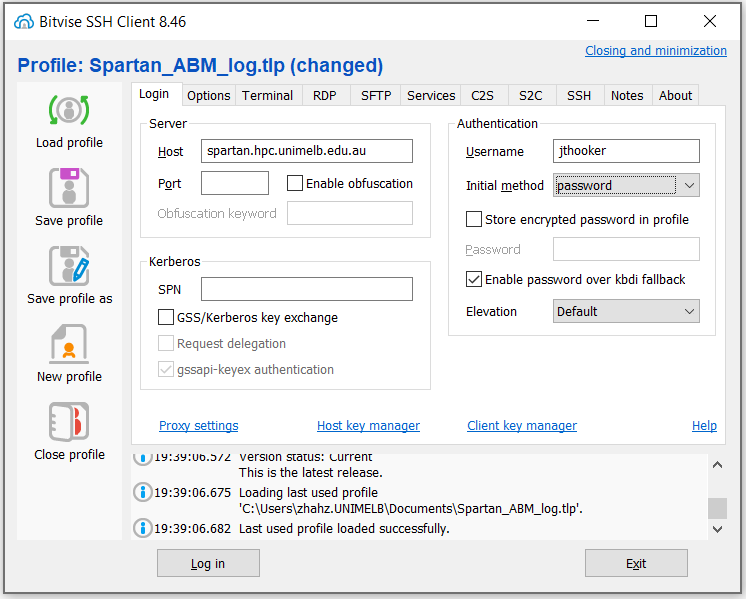 Bitvise SSH Client 8.46
Closing and minimization
Profile: Spartan_ABM_log.tlp (changed)
Load profile
Save profile
Save profile as
New profile
Close profile
Login Options Terminal RDP SFTP Services C2S S2C SSH Notes About
Server
Host spartan.hpc.unimelb.edu.au
Port Enable obfuscation
Obfuscation keyword
Kerberos
SPN
GSS/Kerberos key exchange
Request delegation
gssapi-keyex authentication
Authentication
Username jthooker
Initial method password
Store encrypted password in profile
Password
Enable password over kbdi fallback
Elevation Default
Proxy settings Host key manager Client key manager Help
19:39:06.572 Version status: Current
This is the latest release.
19:39:06.675 Loading last used profile
'C:\Users\zhahz.UNIMELB\Documents\Spartan_ABM_log.tlp'.
19:39:06.682 Last used profile loaded successfully.
Log in Exit